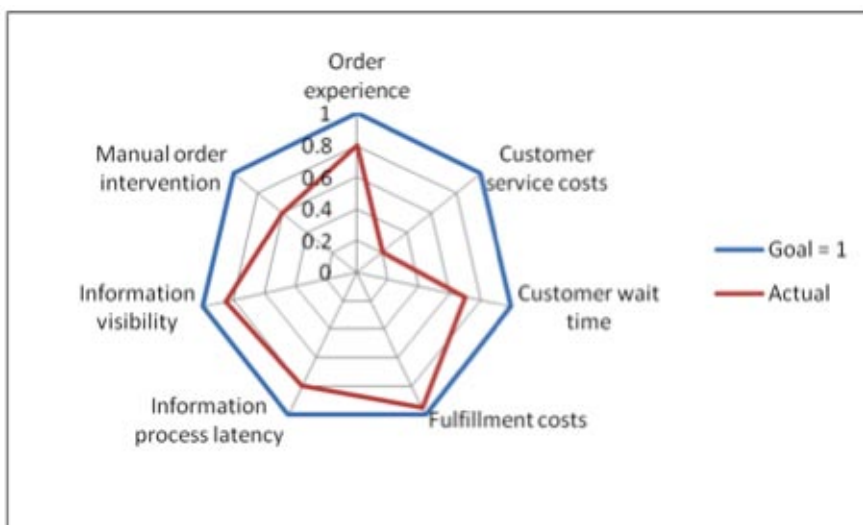 Order
experience
1
0.8
0.6
0.4
0.2
0
Customer
service costs
Customer wait
time
Fulfillment costs
Information
process latency
Information
visibility
Manual order
intervention
Goal = 1
Actual